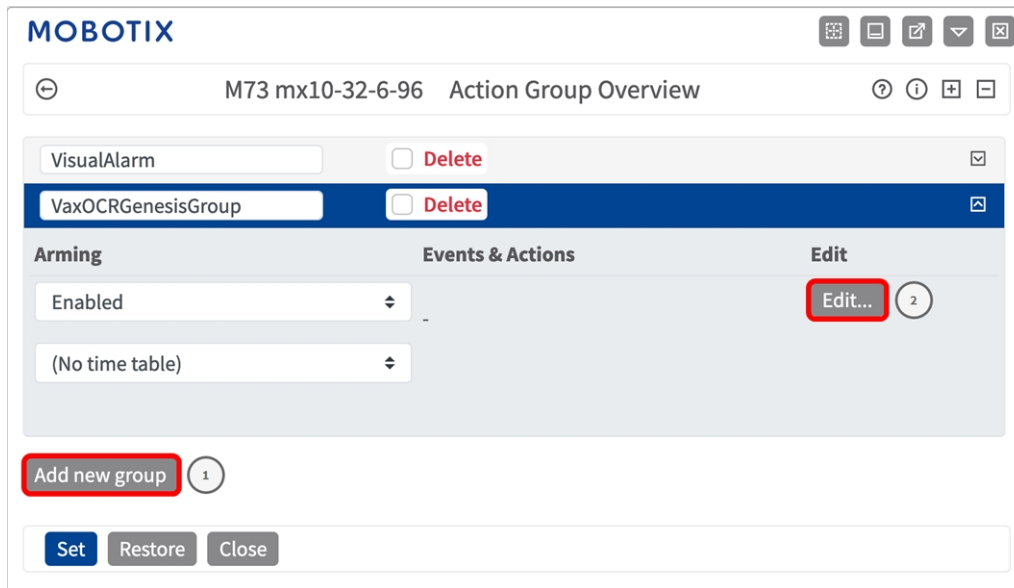 MOBOTIX
M73 mx10-32-6-96 Action Group Overview
VisualAlarm Delete
VaxOCRGenesisGroup Delete
Arming Events & Actions Edit
Enabled - Edit... 2
(No time table)
Add new group 1
Set Restore Close